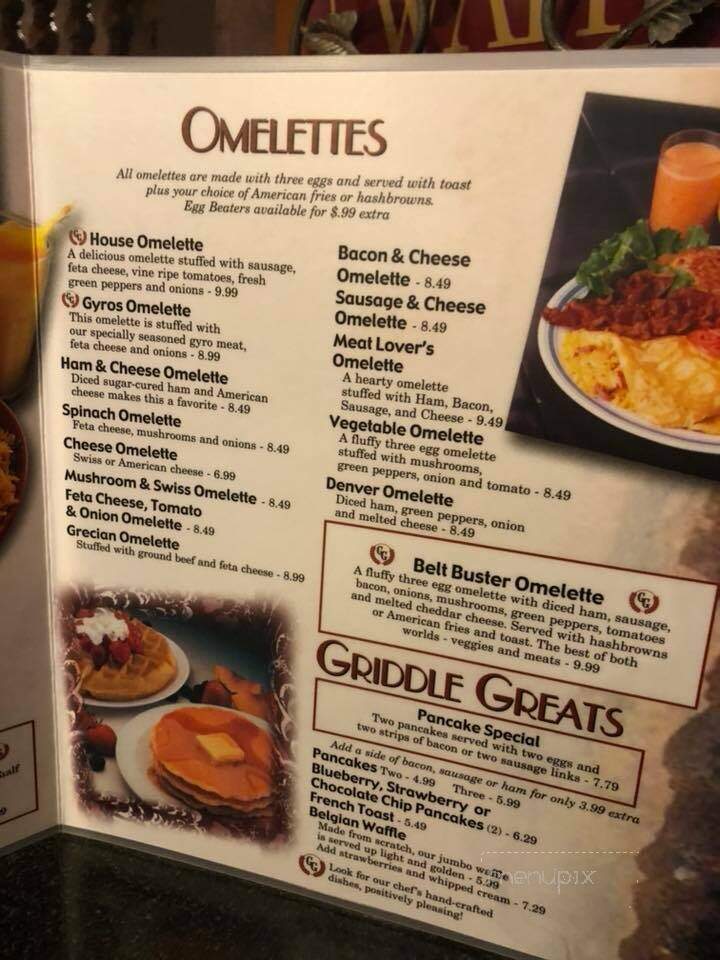 WAFF
OMELETTES
All omelettes are made with three eggs and served with toast
plus your choice of American fries or hashbrowns.
Egg Beaters available for $.99 extra
GG House Omelette
A delicious omelette stuffed with sausage,
feta cheese, vine ripe tomatoes, fresh
green peppers and onions - 9.99
GG Gyros Omelette
This omelette is stuffed with
our specially seasoned gyro meat,
feta cheese and onions - 8.99
Ham & Cheese Omelette
Diced sugar-cured ham and American
cheese makes this a favorite - 8.49
Spinach Omelette
Feta cheese, mushrooms and onions - 8.49
Cheese Omelette
Swiss or American cheese - 6.99
Mushroom & Swiss Omelette - 8.49
Feta Cheese, Tomato
& Onion Omelette - 8.49
Grecian Omelette
Stuffed with ground beef and feta cheese - 8.99
Bacon & Cheese
Omelette - 8.49
Sausage & Cheese
Omelette - 8.49
Meat Lover's
Omelette
A hearty omelette
stuffed with Ham, Bacon,
Sausage, and Cheese - 9.49
Vegetable Omelette
A fluffy three egg omelette
stuffed with mushrooms,
green peppers, onion and tomato - 8.49
Denver Omelette
Diced ham, green peppers, onion
and melted cheese - 8.49
GG Belt Buster Omelette GG
A fluffy three egg omelette with diced ham, sausage,
bacon, onions, mushrooms, green peppers, tomatoes
and melted cheddar cheese. Served with hashbrowns
or American fries and toast. The best of both
worlds - veggies and meats - 9.99
GRIDDLE GREATS
Pancake Special
Two pancakes served with two eggs and
two strips of bacon or two sausage links - 7.79
Add a side of bacon, sausage or ham for only 3.99 extra
Pancakes Two - 4.99 Three - 5.99
Blueberry, Strawberry or
Chocolate Chip Pancakes (2) - 6.29
French Toast - 5.49
Belgian Waffle
Made from scratch, our jumbo waffle
is served up light and golden - 5.99
Add strawberries and whipped cream - 7.29
GG Look for our chef's hand-crafted
dishes, positively pleasing!
menupix